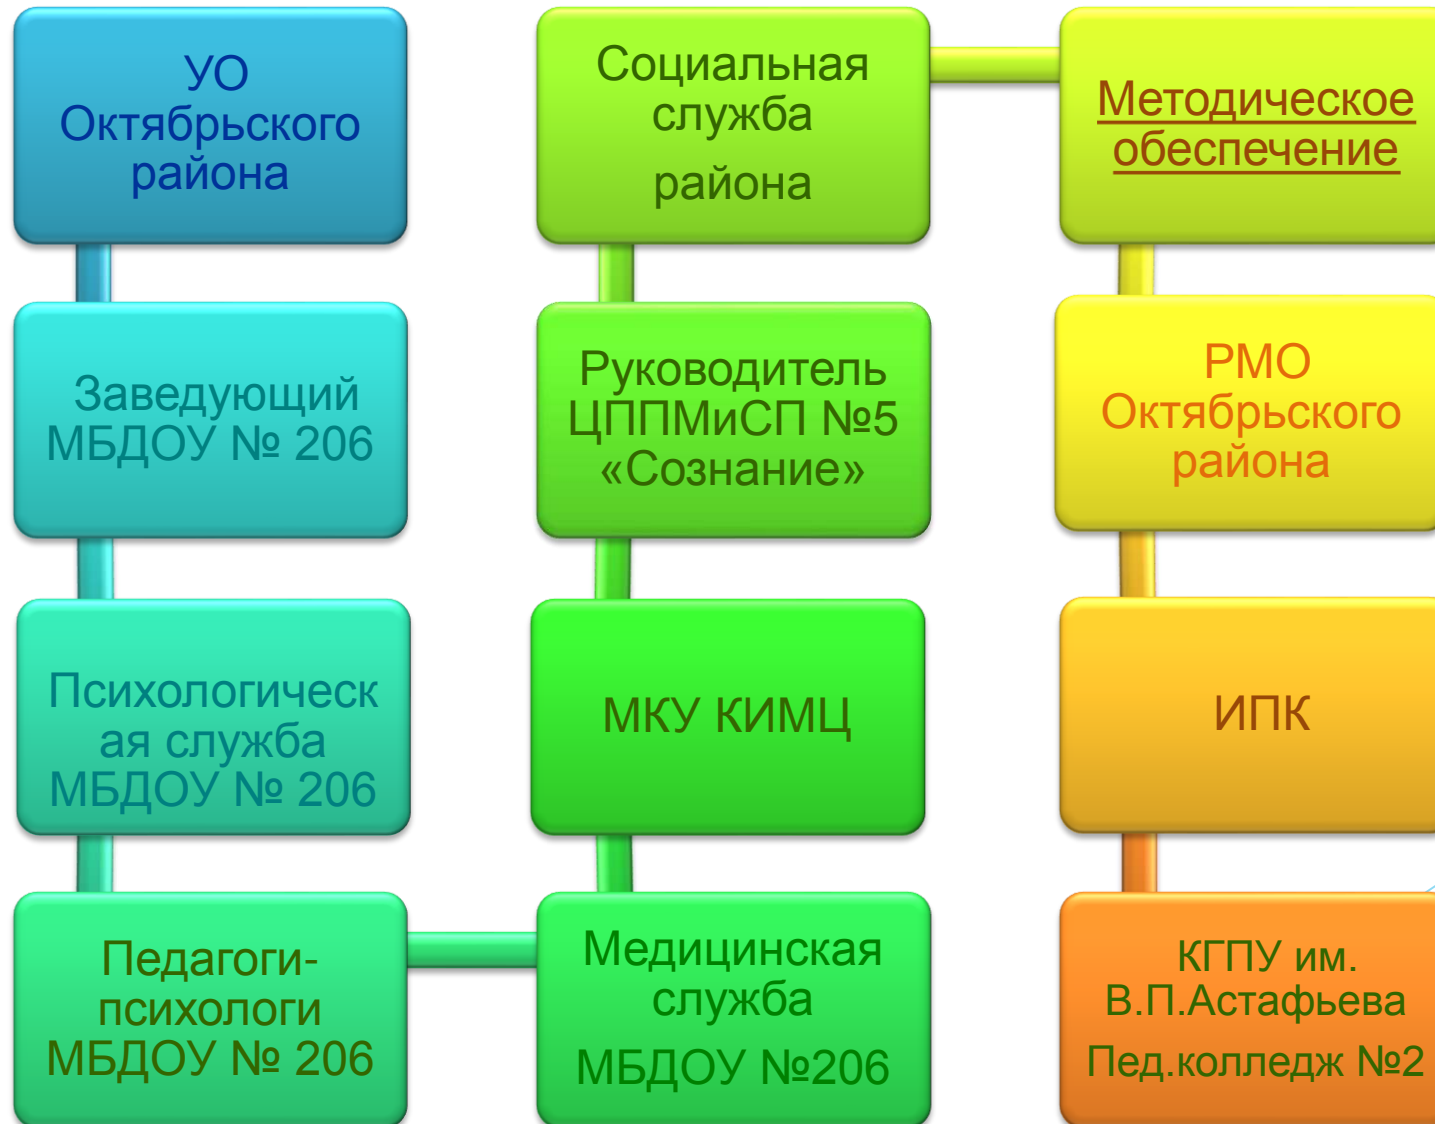 УО
Октябрьского
района
Заведующий
МБДОУ № 206
Психологическ
ая служба
МБДОУ № 206
Педагоги-
психологи
МБДОУ № 206
Медицинская
служба
МБДОУ №206
МКУ КИМЦ
Руководитель
ЦППМиСП №5
«Сознание»
Социальная
служба
района
Методическое
обеспечение
РМО
Октябрьского
района
ИПК
КГПУ им.
В.П.Астафьева
Пед.колледж №2